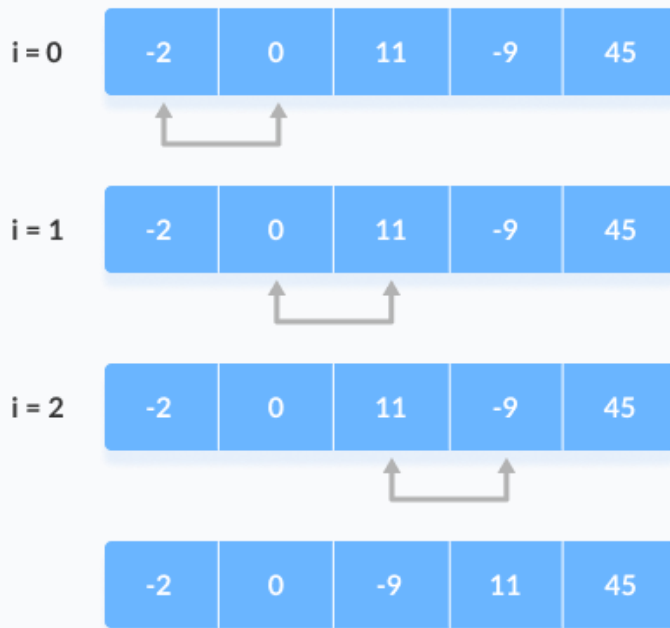 i = 0 -2 0 11 -9 45
i = 1 -2 0 11 -9 45
i = 2 -2 0 11 -9 45
-2 0 -9 11 45